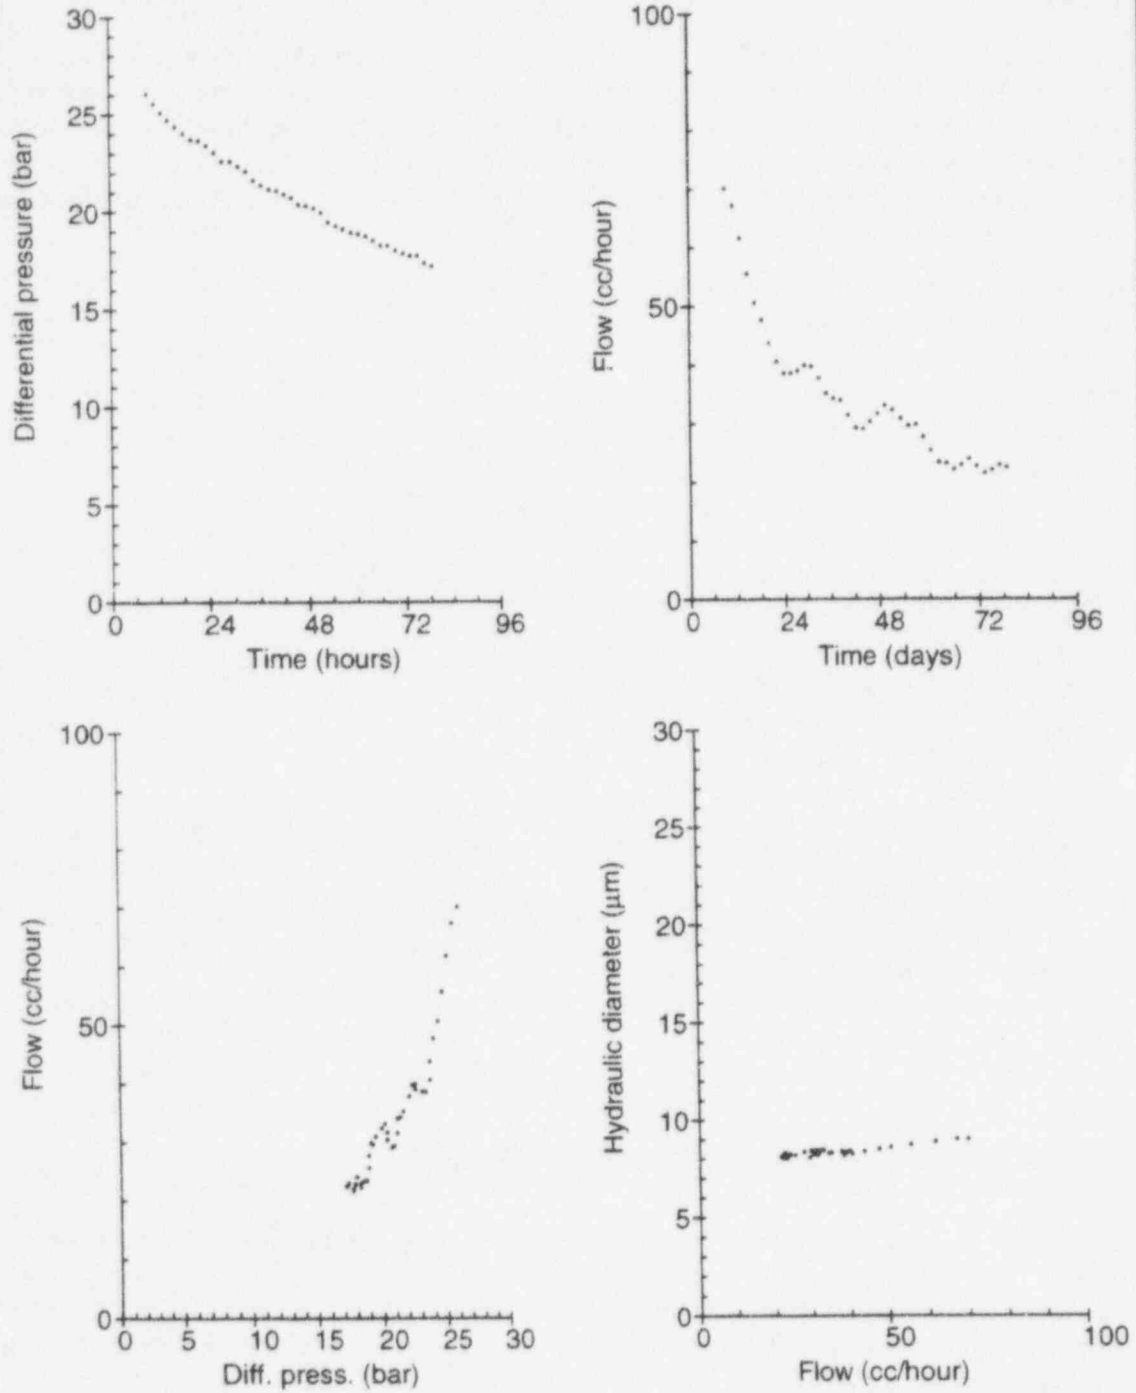 30
25
20
15
10
5
0
Differential pressure (bar)
0 24 48 72 96
Time (hours)
100
50
0
Flow (cc/hour)
0 24 48 72 96
Time (days)
100
50
0
Flow (cc/hour)
0 5 10 15 20 25 30
Diff. press. (bar)
30
25
20
15
10
5
0
Hydraulic diameter (μm)
0 50 100
Flow (cc/hour)